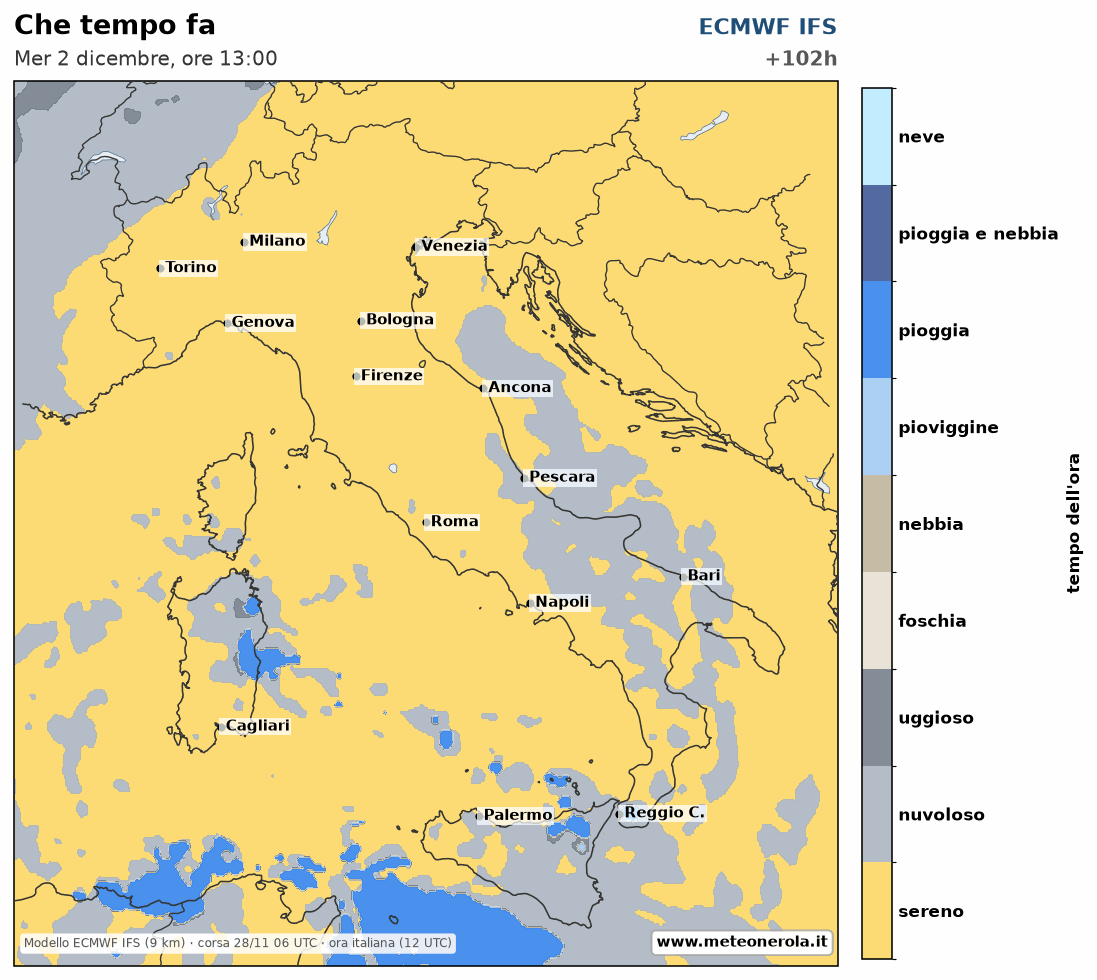 Che tempo fa
ECMWF IFS
Mer 2 dicembre, ore 13:00
+102h
neve
pioggia e nebbia
pioggia
pioviggine
nebbia
foschia
uggioso
nuvoloso
sereno
tempo dell'ora
Milano
Venezia
Torino
Genova
Bologna
Firenze
Ancona
Pescara
Roma
Bari
Napoli
Cagliari
Palermo
Reggio C.
Modello ECMWF IFS (9 km) · corsa 28/11 06 UTC · ora italiana (12 UTC)
www.meteonerola.it